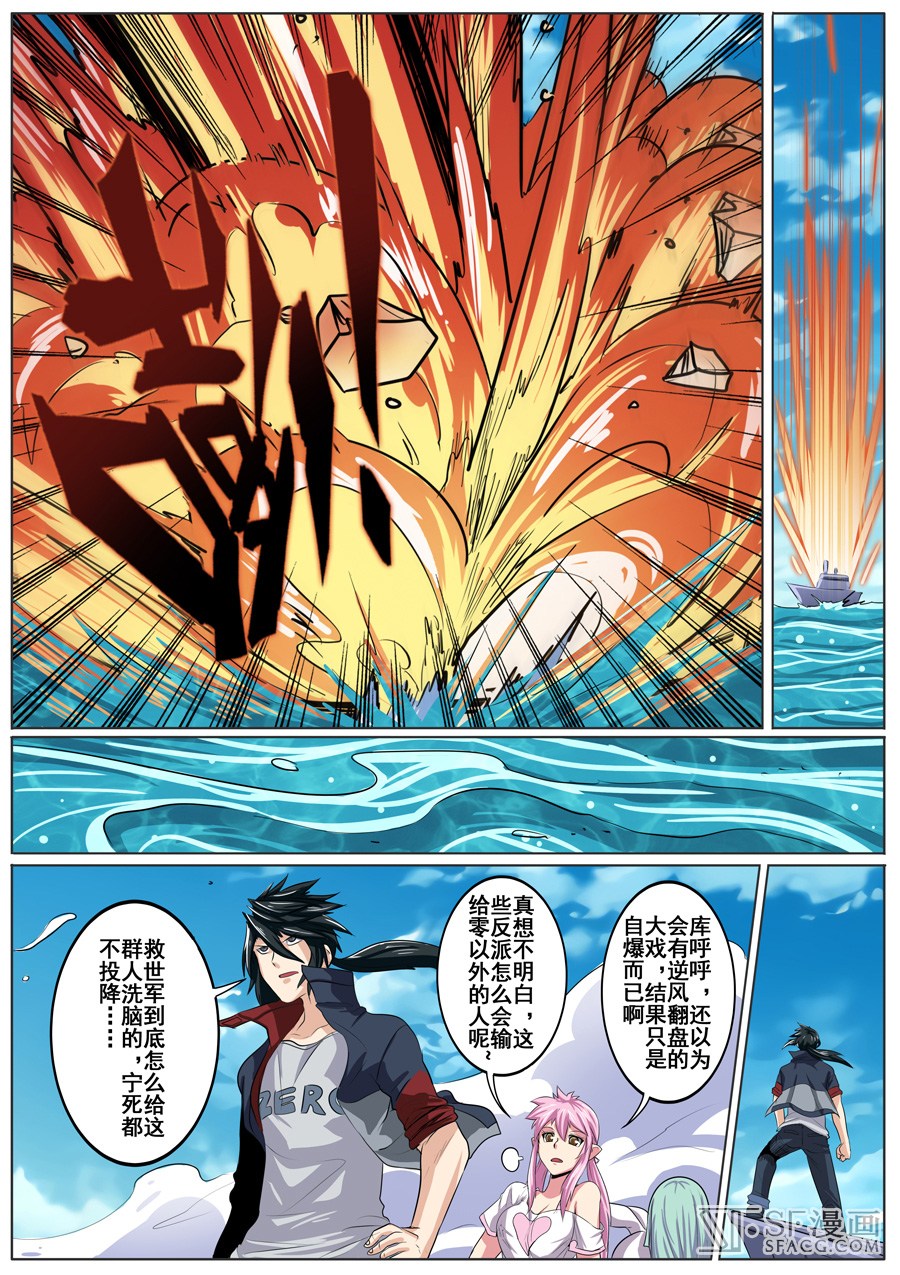 轰
库呼呼，还以为
会有逆风翻盘的
大戏，结果只是
自爆而已啊
真想不明白，这
些反派怎么会输
给零以外的人呢~
救世军到底怎么给这
群人洗脑的，宁死都
不投降……
ZERO
SF漫画
SFACG.COM